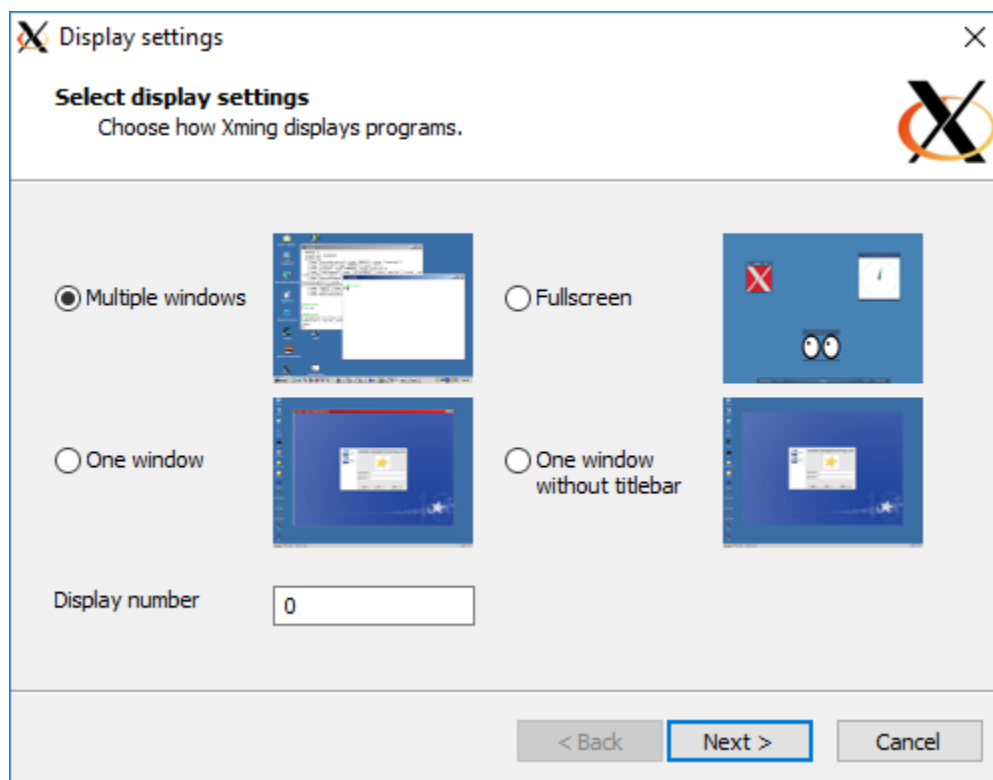 Display settings
Select display settings
Choose how Xming displays programs.
Multiple windows
Fullscreen
One window
One window
without titlebar
Display number
0
< Back
Next >
Cancel